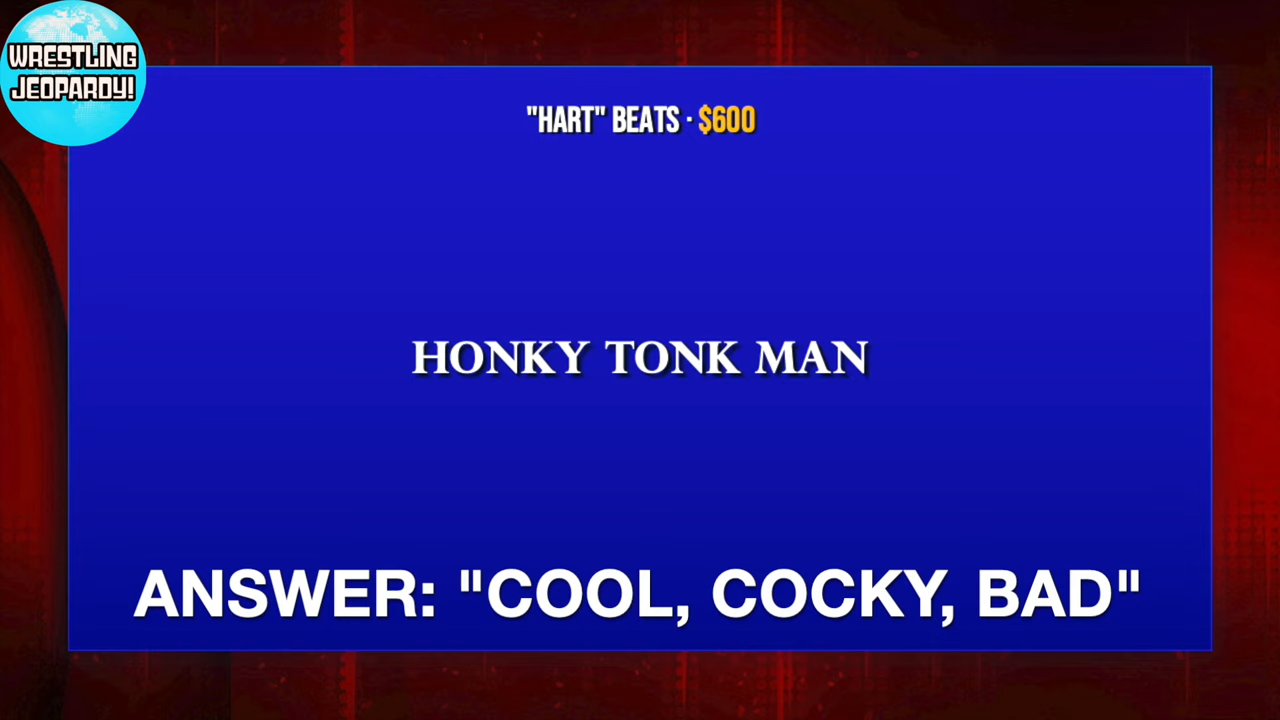 WRESTLING
JEOPARDY!
"HART" BEATS · $600
HONKY TONK MAN
ANSWER: "COOL, COCKY, BAD"